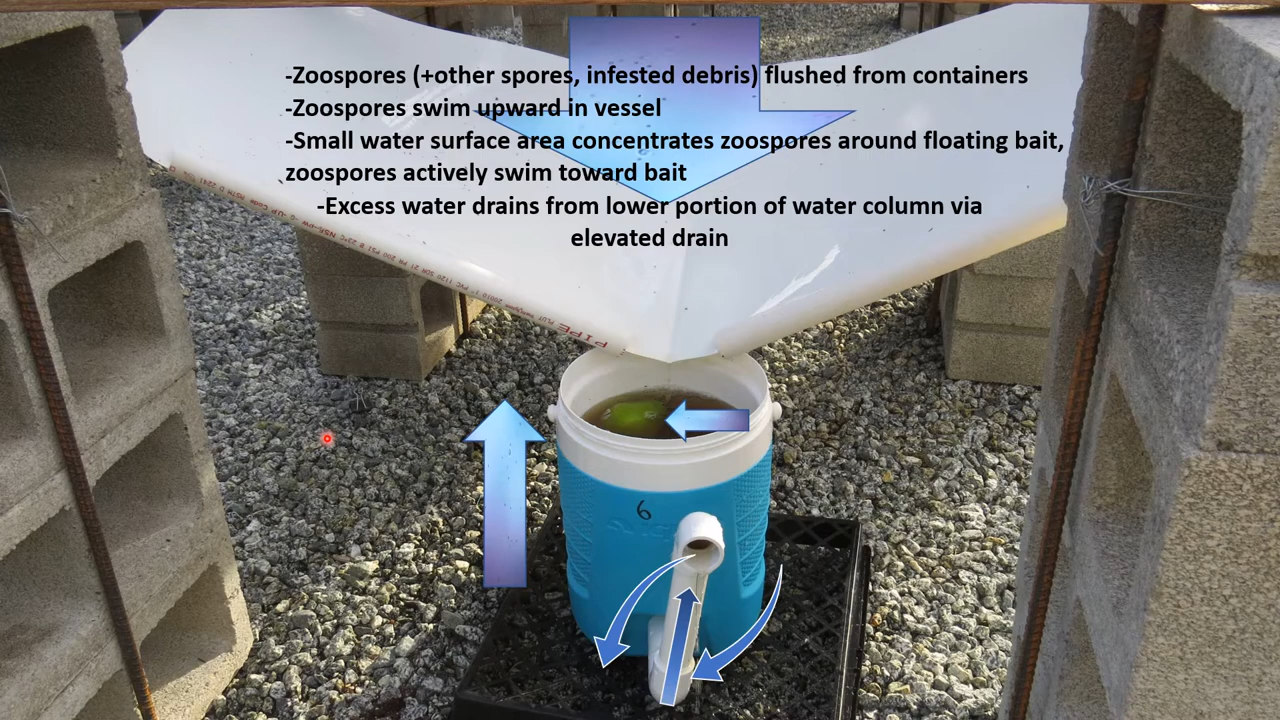 -Zoospores (+other spores, infested debris) flushed from containers
-Zoospores swim upward in vessel
-Small water surface area concentrates zoospores around floating bait,
zoospores actively swim toward bait
-Excess water drains from lower portion of water column via
elevated drain
PIPE
6